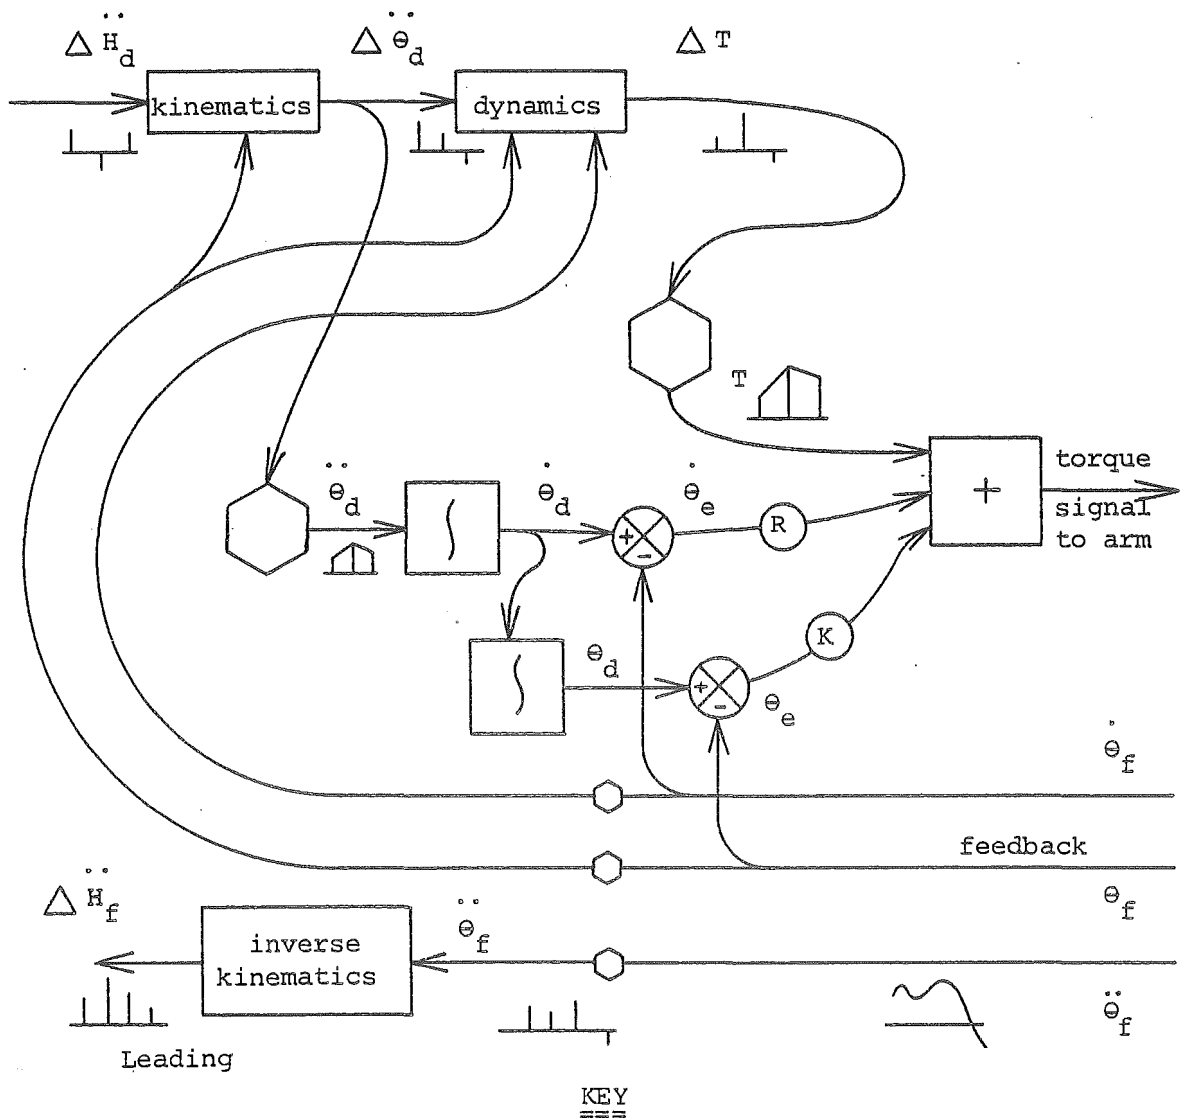 Δ Ḧd Δ ϴ̈d Δ T
kinematics dynamics
T
torque
signal
to arm
ϴ̈d ϴ̇d ϴ̇e
+
+ - R
K
ϴd
+ - ϴe
ϴ̇f
feedback
ϴf
Δ Ḧf
inverse
kinematics
ϴ̈f
ϴ̈f
Leading
KEY